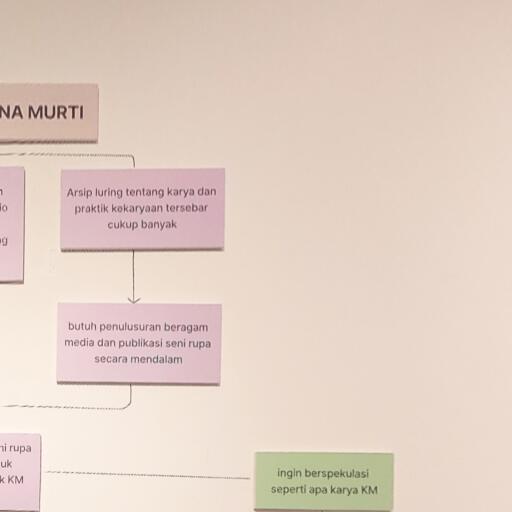 NA MURTI
Arsip luring tentang karya dan
praktik kekaryaan tersebar
cukup banyak
butuh penulusuran beragam
media dan publikasi seni rupa
secara mendalam
ni rupa
uk
k KM
ingin berspekulasi
seperti apa karya KM